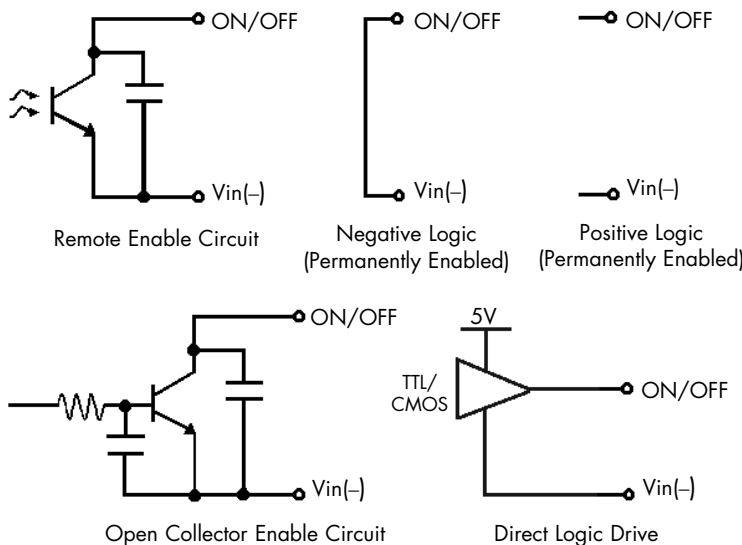 ON/OFF
Vin(–)
Remote Enable Circuit
ON/OFF
Vin(–)
Negative Logic
(Permanently Enabled)
ON/OFF
Vin(–)
Positive Logic
(Permanently Enabled)
ON/OFF
Vin(–)
Open Collector Enable Circuit
5V
TTL/
CMOS
ON/OFF
Vin(–)
Direct Logic Drive